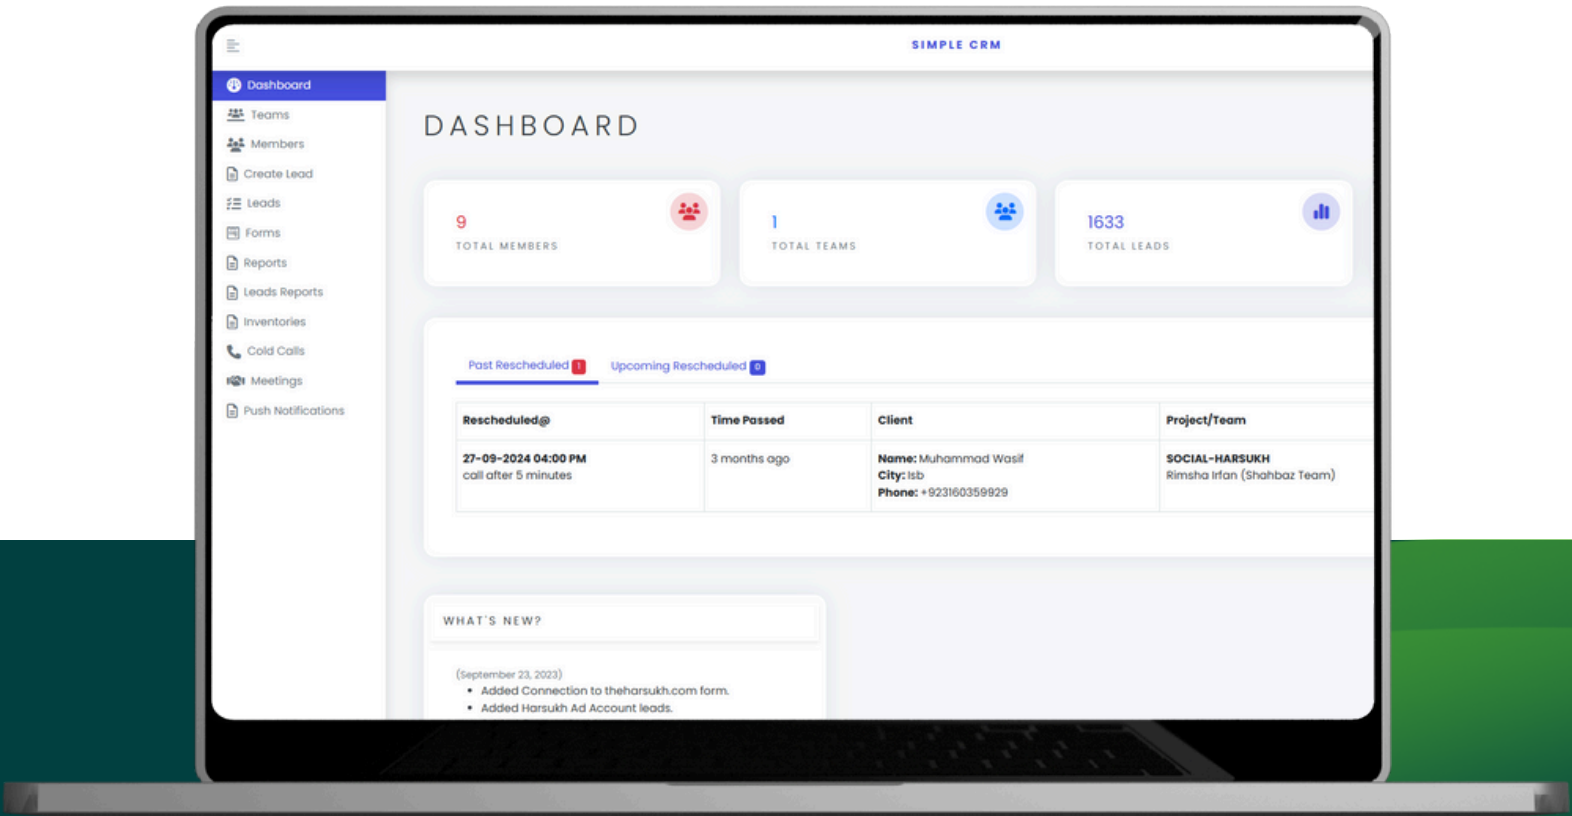 SIMPLE CRM
Dashboard
Teams
Members
Create Lead
Leads
Forms
Reports
Leads Reports
Inventories
Cold Calls
Meetings
Push Notifications
DASHBOARD
9
TOTAL MEMBERS
1
TOTAL TEAMS
1633
TOTAL LEADS
Past Rescheduled 1
Upcoming Rescheduled 0
Rescheduled@ Time Passed Client Project/Team
27-09-2024 04:00 PM
call after 5 minutes
3 months ago
Name: Muhammad Wasif
City: Isb
Phone: +923160359929
SOCIAL-HARSUKH
Rimsha Irfan (Shahbaz Team)
WHAT'S NEW?
(September 23, 2023)
• Added Connection to theharsukh.com form.
• Added Harsukh Ad Account leads.